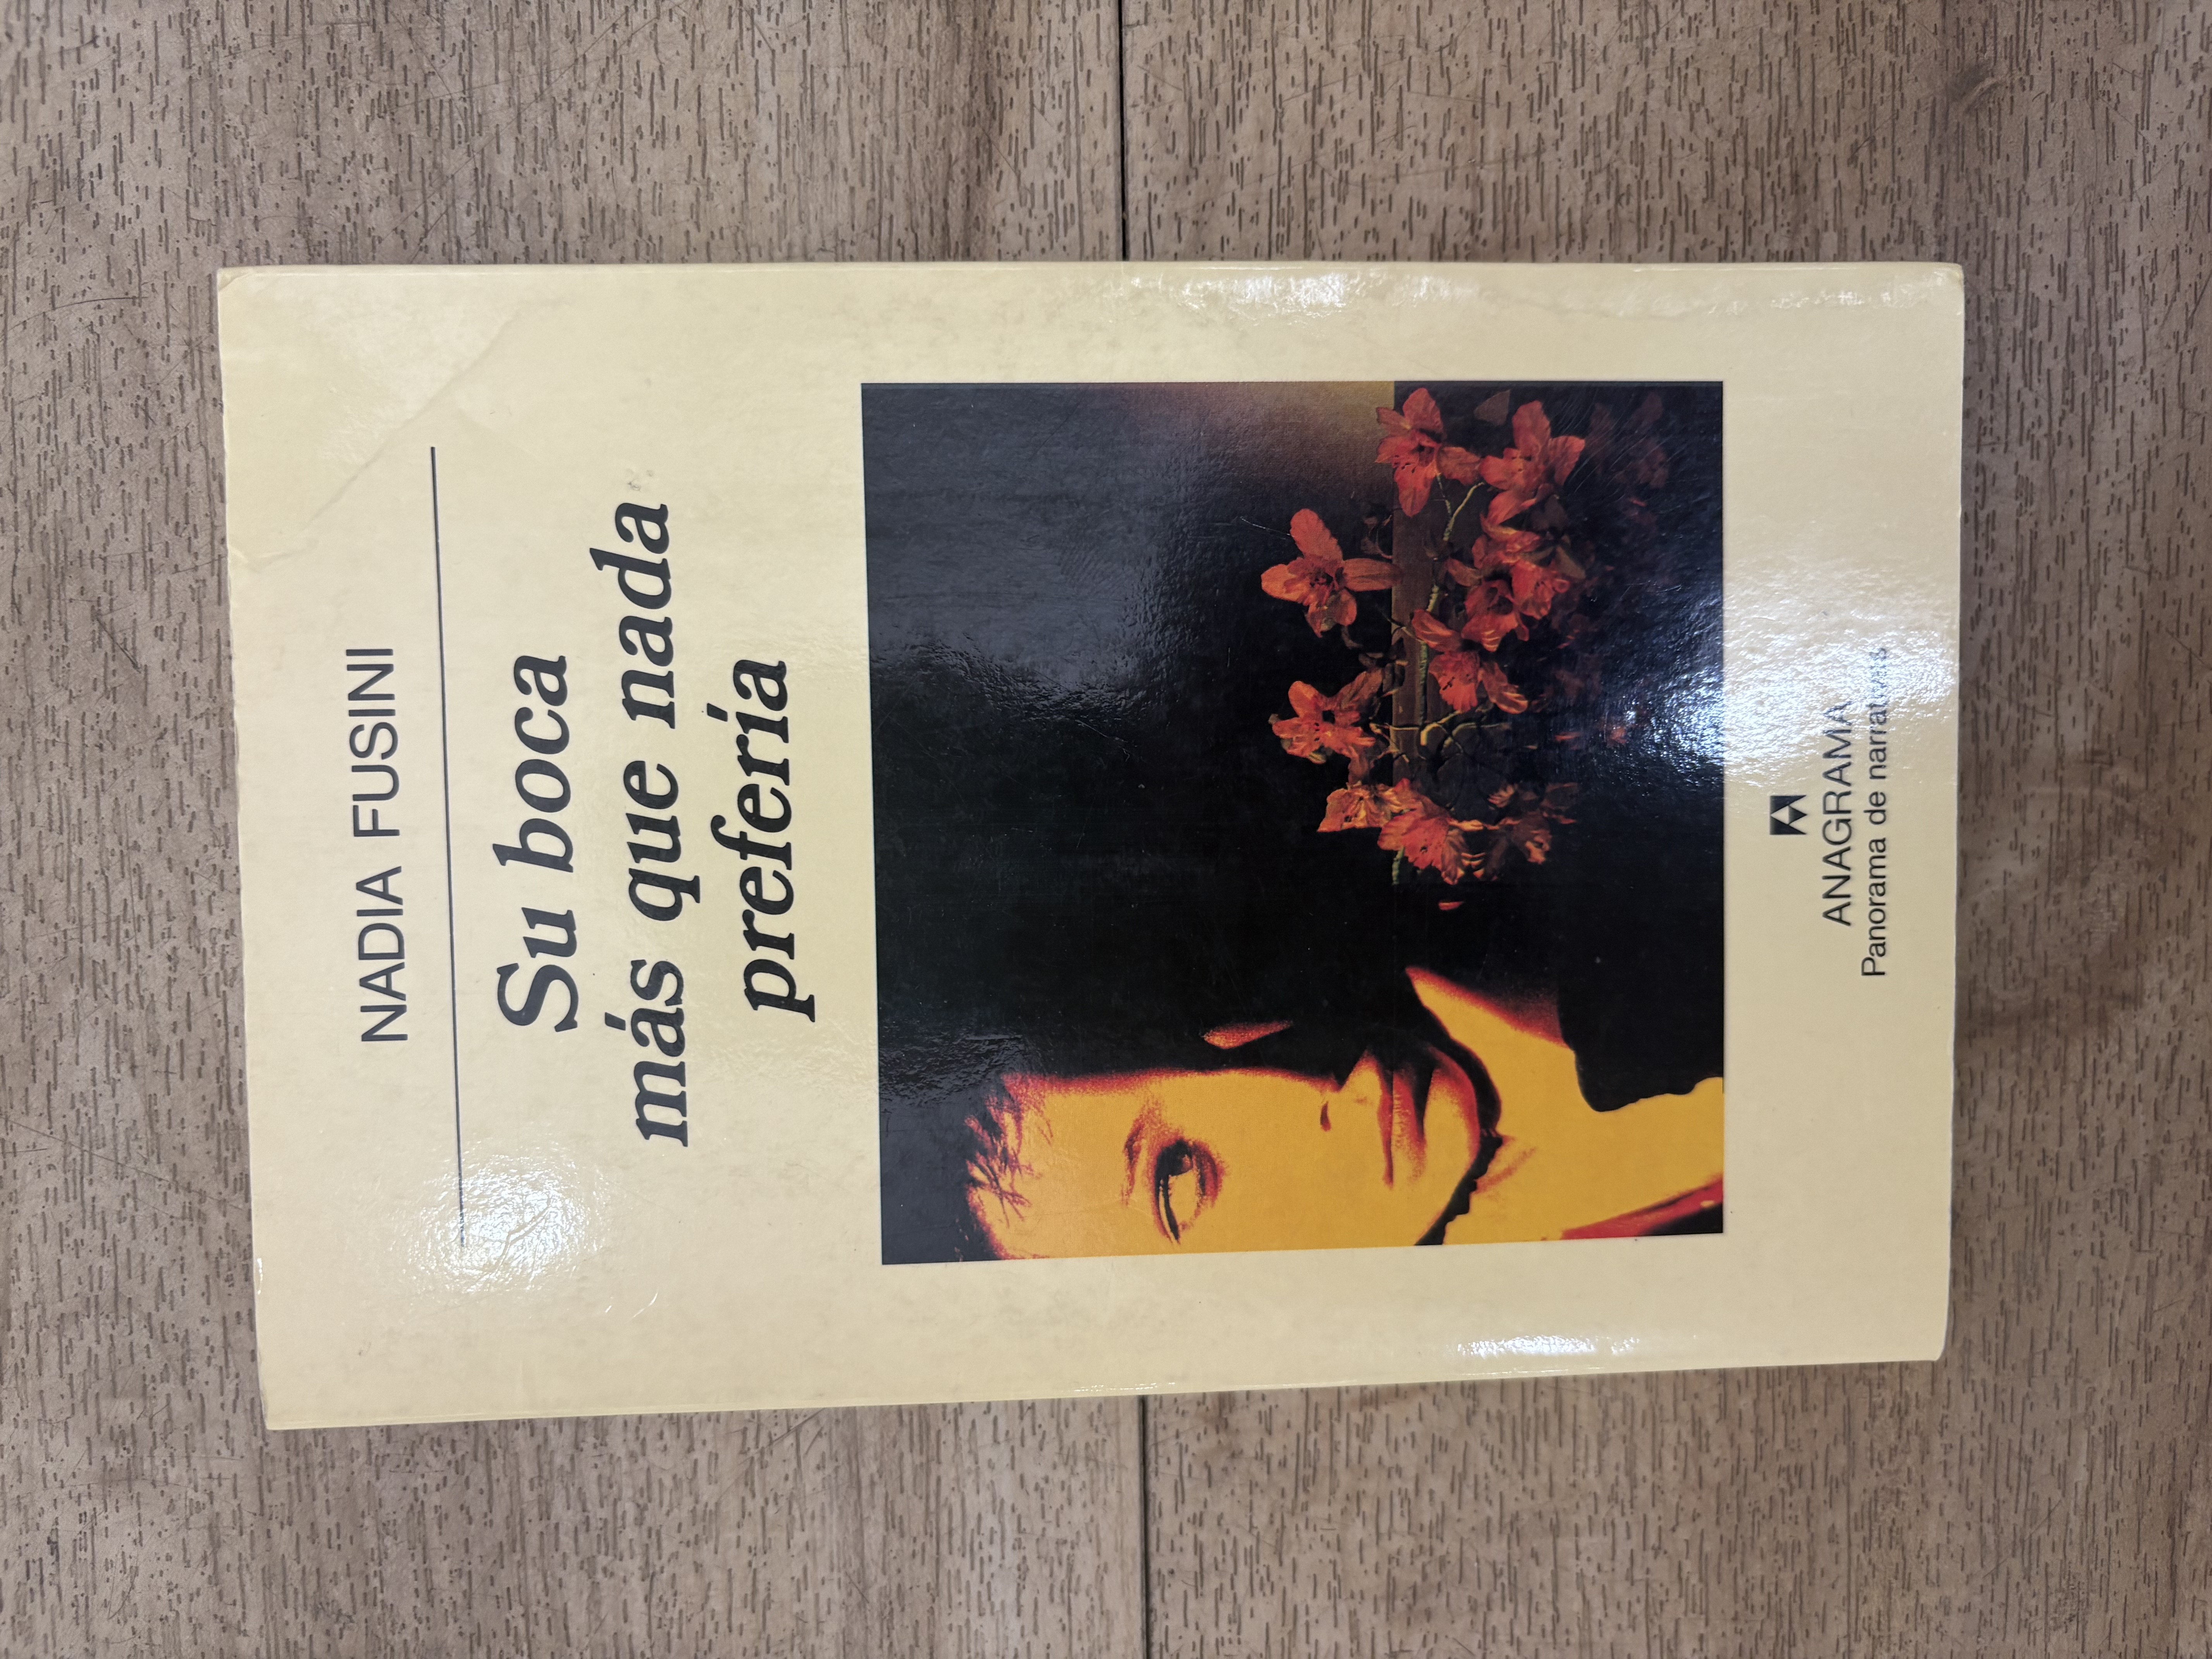 NADIA FUSINI
Su boca
más que nada
prefería
ANAGRAMA
Panorama de narrativas